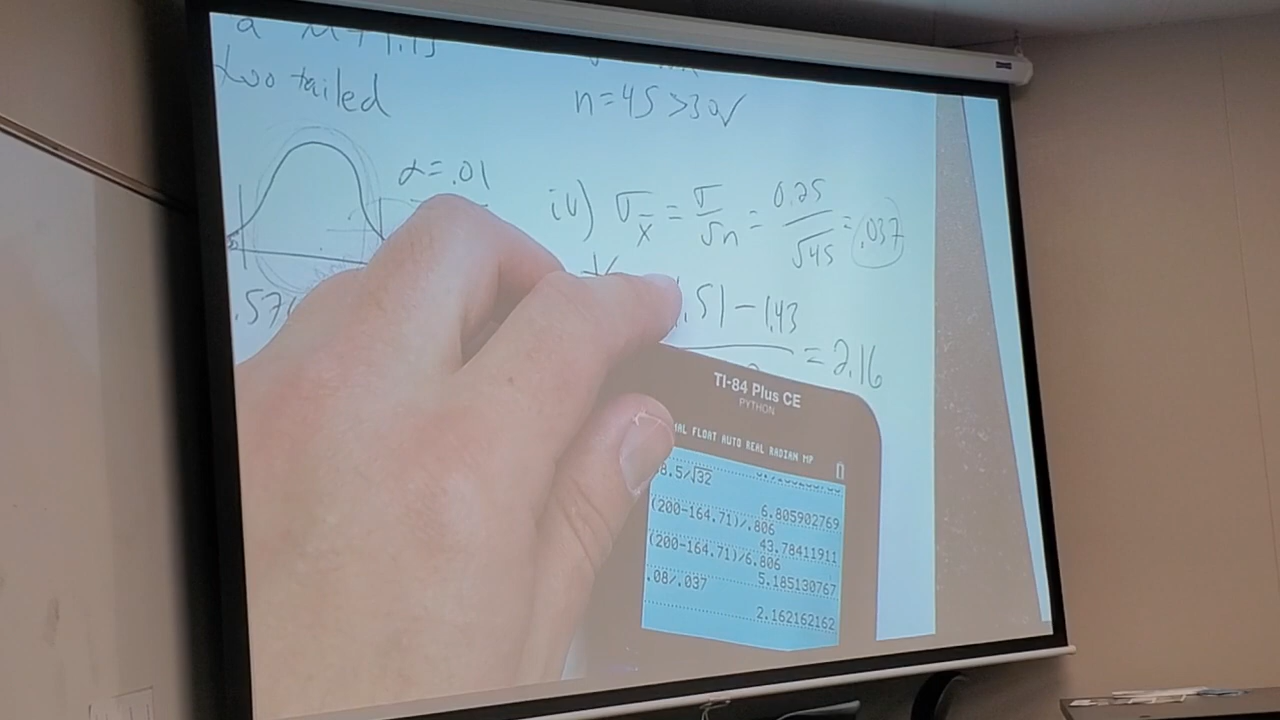 two tailed
n=45>30√
α=.01
iv) σx̄ = σ/√n = 0.25/√45 = .037
.51-1.43
=2.16
TI-84 Plus CE
PYTHON
MAL FLOAT AUTO REAL RADIAN MP
8.5/√32
6.805902769
(200-164.71)/.806
43.78411911
(200-164.71)/6.806
5.185130767
.08/.037
2.162162162